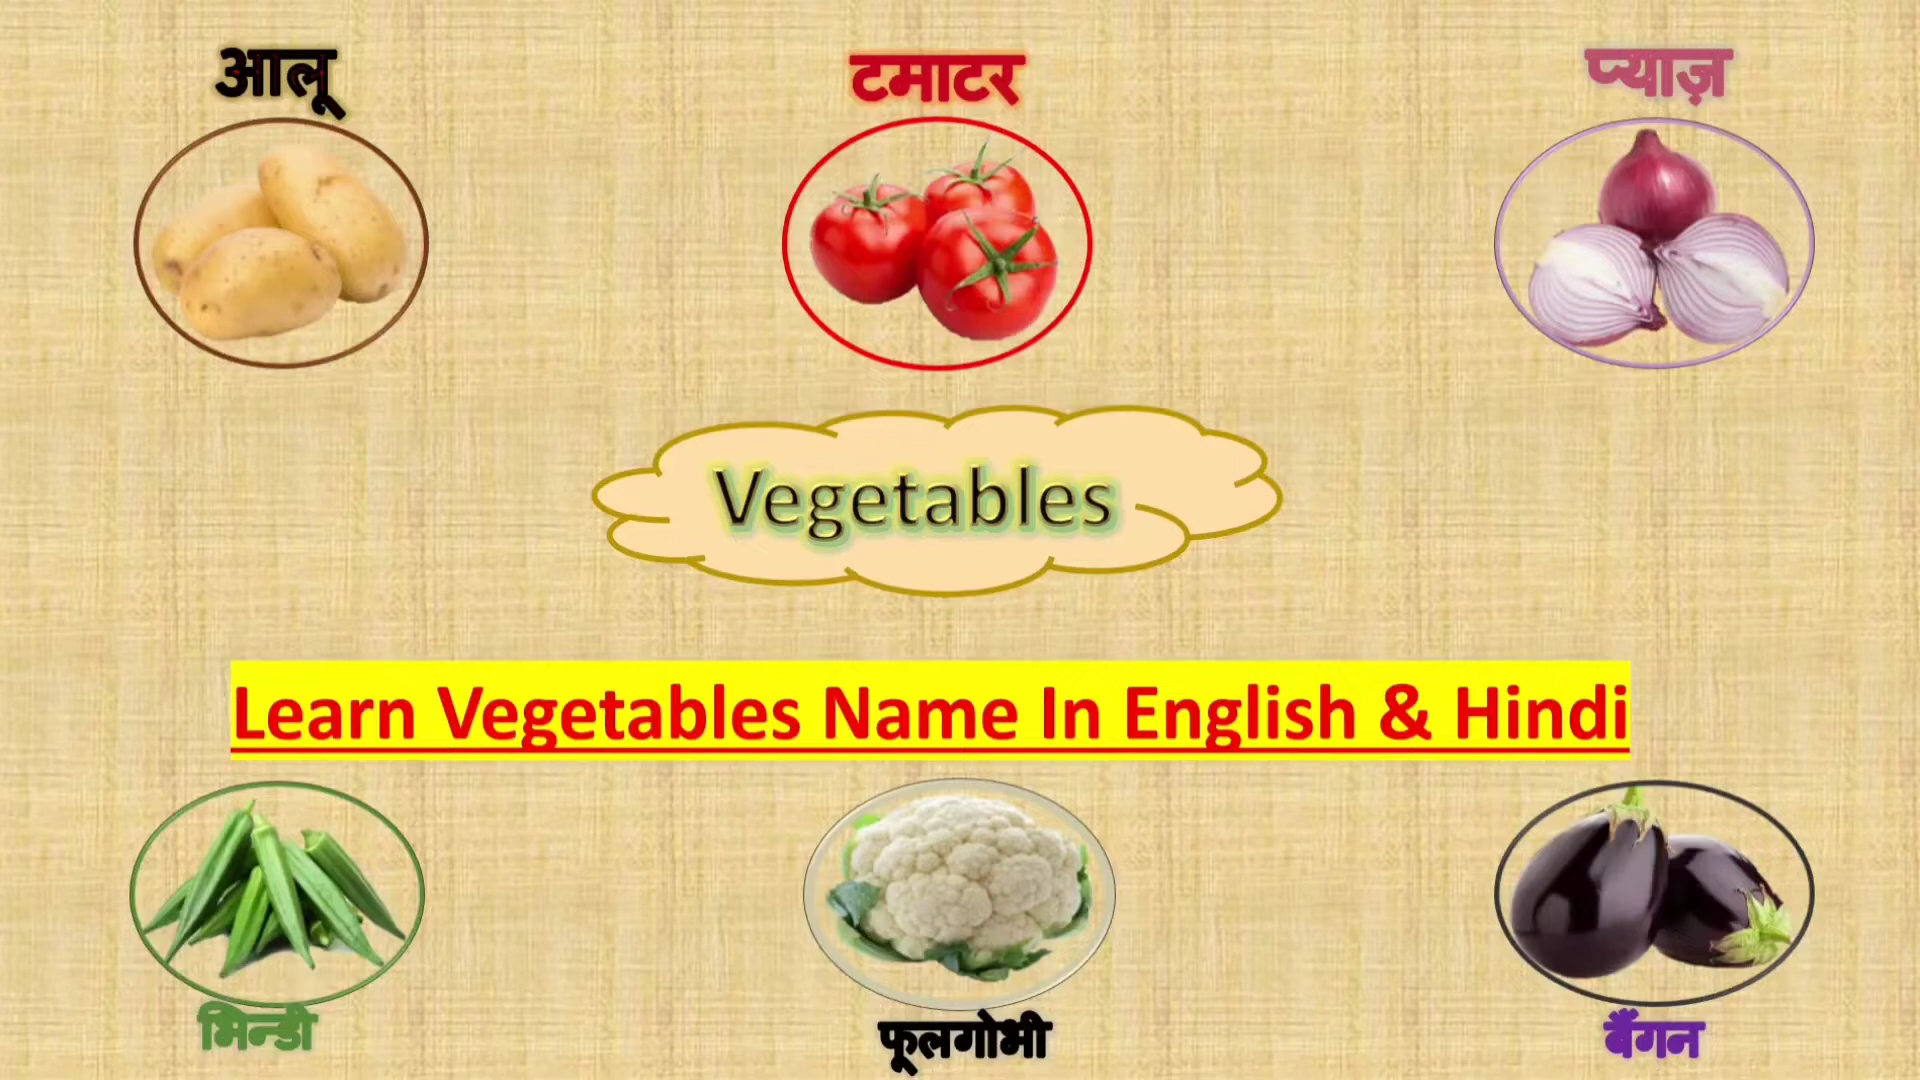 आलू
टमाटर
प्याज़
Vegetables
Learn Vegetables Name In English & Hindi
भिन्डी
फूलगोभी
बैंगन